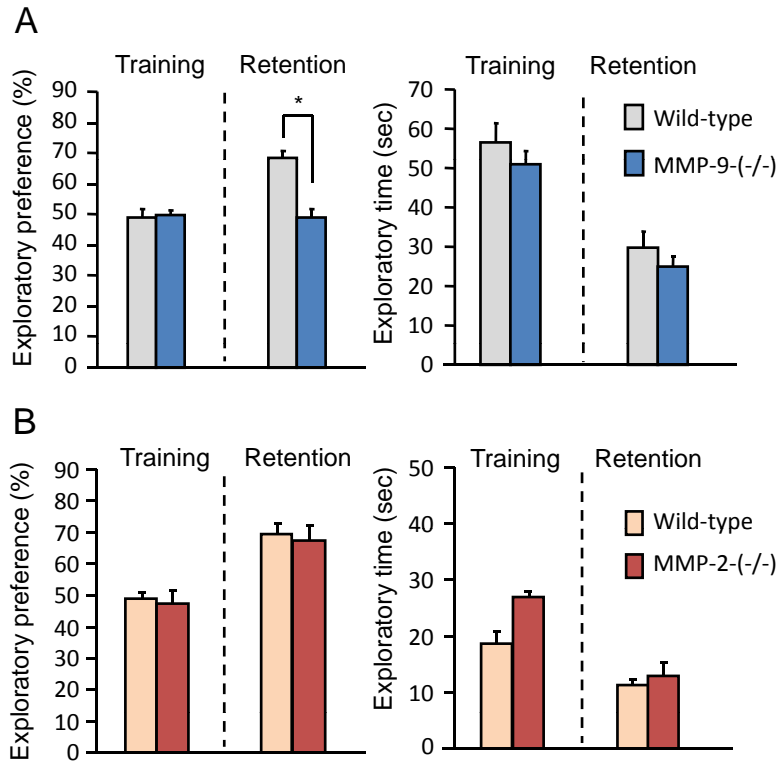 A
Training
Retention
Exploratory preference (%)
90
80
70
60
50
40
30
20
10
0
*
Training
Retention
Exploratory time (sec)
70
60
50
40
30
20
10
0
Wild-type
MMP-9-(-/-)
B
Training
Retention
Exploratory preference (%)
90
80
70
60
50
40
30
20
10
0
Training
Retention
Exploratory time (sec)
50
40
30
20
10
0
Wild-type
MMP-2-(-/-)